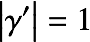 |γ′| = 1